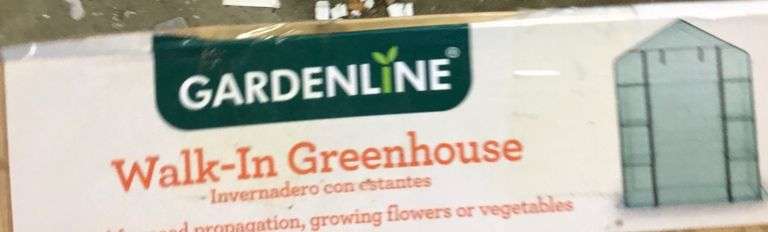 GARDENLINE®
Walk-In Greenhouse
Invernadero con estantes
propagation, growing flowers or vegetables